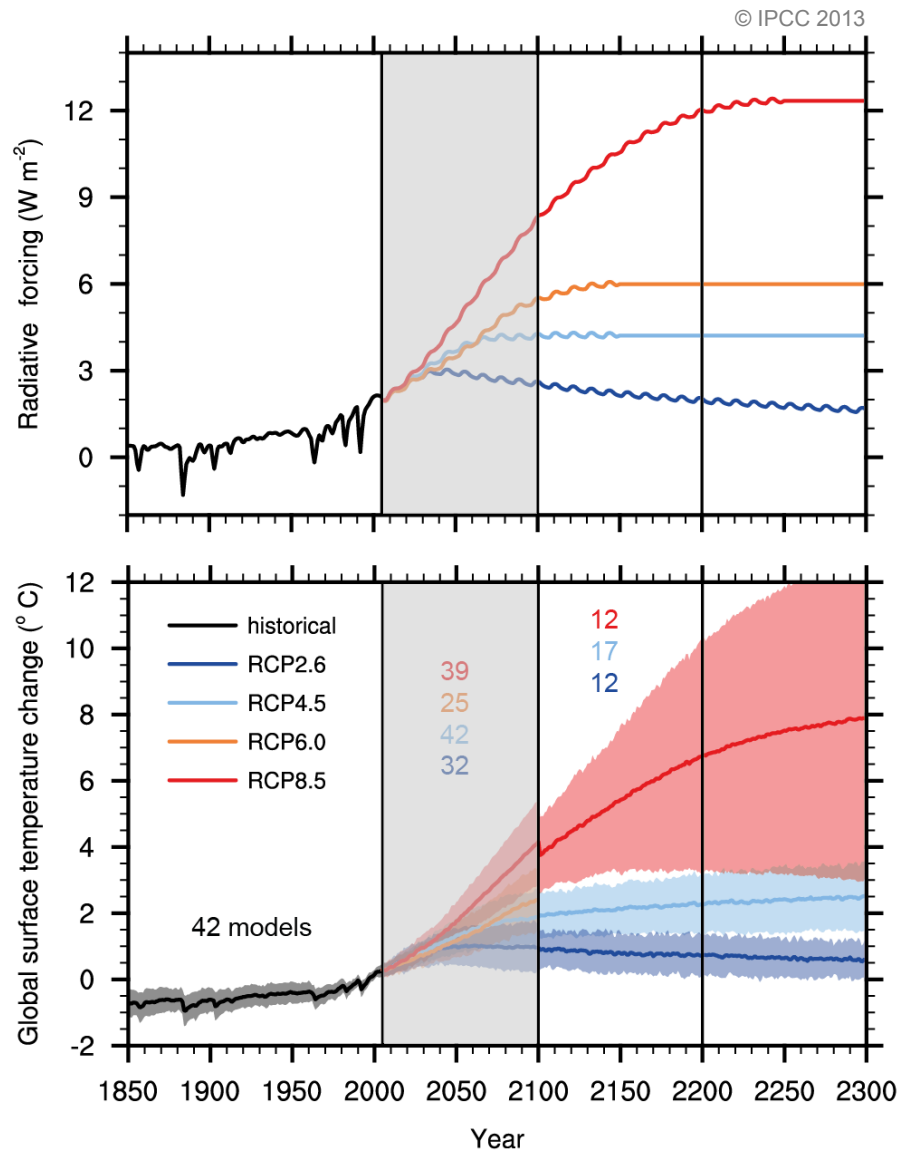 © IPCC 2013
Radiative forcing (W m-2)
12
9
6
3
0
Global surface temperature change (° C)
12
10
8
6
4
2
0
-2
historical
RCP2.6
RCP4.5
RCP6.0
RCP8.5
42 models
39
25
42
32
12
17
12
1850 1900 1950 2000 2050 2100 2150 2200 2250 2300
Year